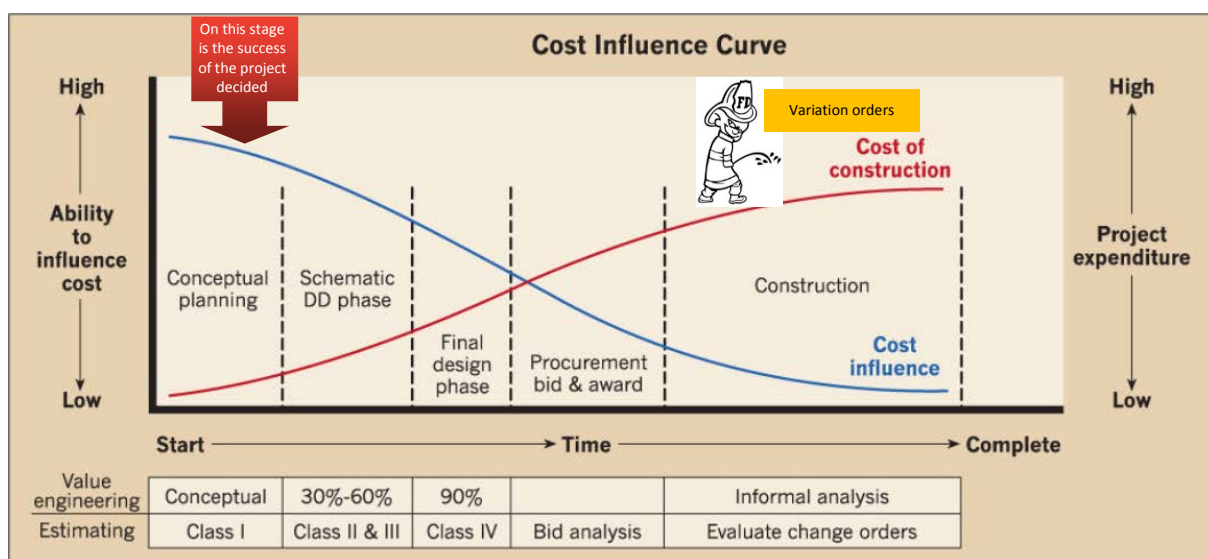 On this stage
is the success
of the project
decided
Cost Influence Curve
High
Ability
to
influence
cost
Low
FD
Variation orders
Cost of
construction
High
Project
expenditure
Low
Conceptual
planning
Schematic
DD phase
Final
design
phase
Procurement
bid & award
Construction
Cost
influence
Start
Time
Complete
Value
engineering
Conceptual
30%-60%
90%
Informal analysis
Estimating
Class I
Class II & III
Class IV
Bid analysis
Evaluate change orders